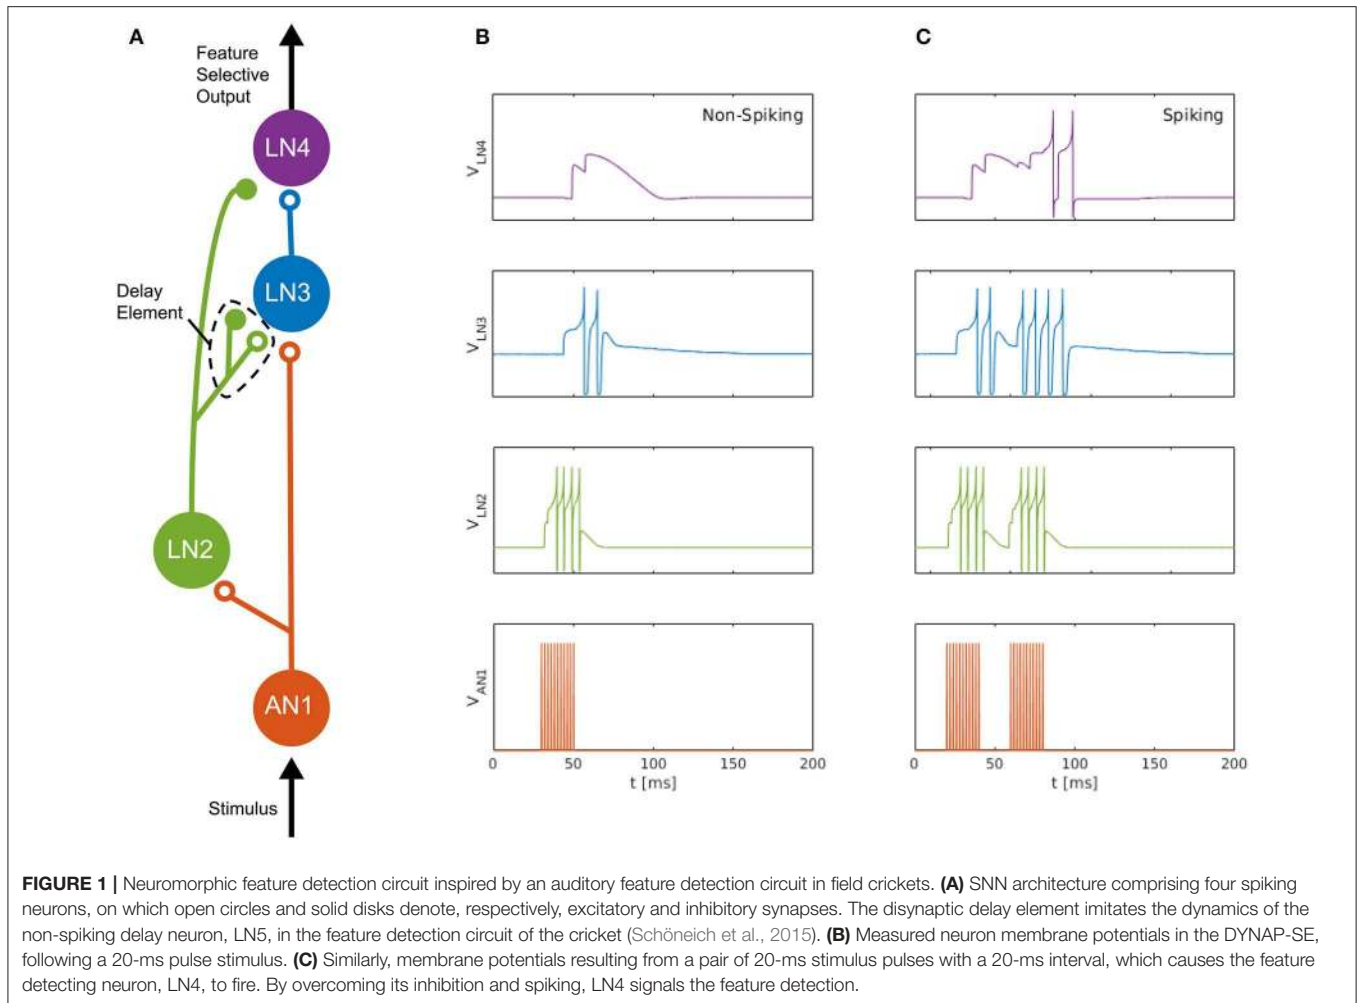 A
Feature
Selective
Output
LN4
LN3
Delay
Element
LN2
AN1
Stimulus
B
Non-Spiking
V_LN4
V_LN3
V_LN2
V_AN1
0 50 100 150 200
t [ms]
C
Spiking
0 50 100 150 200
t [ms]
FIGURE 1 | Neuromorphic feature detection circuit inspired by an auditory feature detection circuit in field crickets. (A) SNN architecture comprising four spiking
neurons, on which open circles and solid disks denote, respectively, excitatory and inhibitory synapses. The disynaptic delay element imitates the dynamics of the
non-spiking delay neuron, LN5, in the feature detection circuit of the cricket (Schöneich et al., 2015). (B) Measured neuron membrane potentials in the DYNAP-SE,
following a 20-ms pulse stimulus. (C) Similarly, membrane potentials resulting from a pair of 20-ms stimulus pulses with a 20-ms interval, which causes the feature
detecting neuron, LN4, to fire. By overcoming its inhibition and spiking, LN4 signals the feature detection.